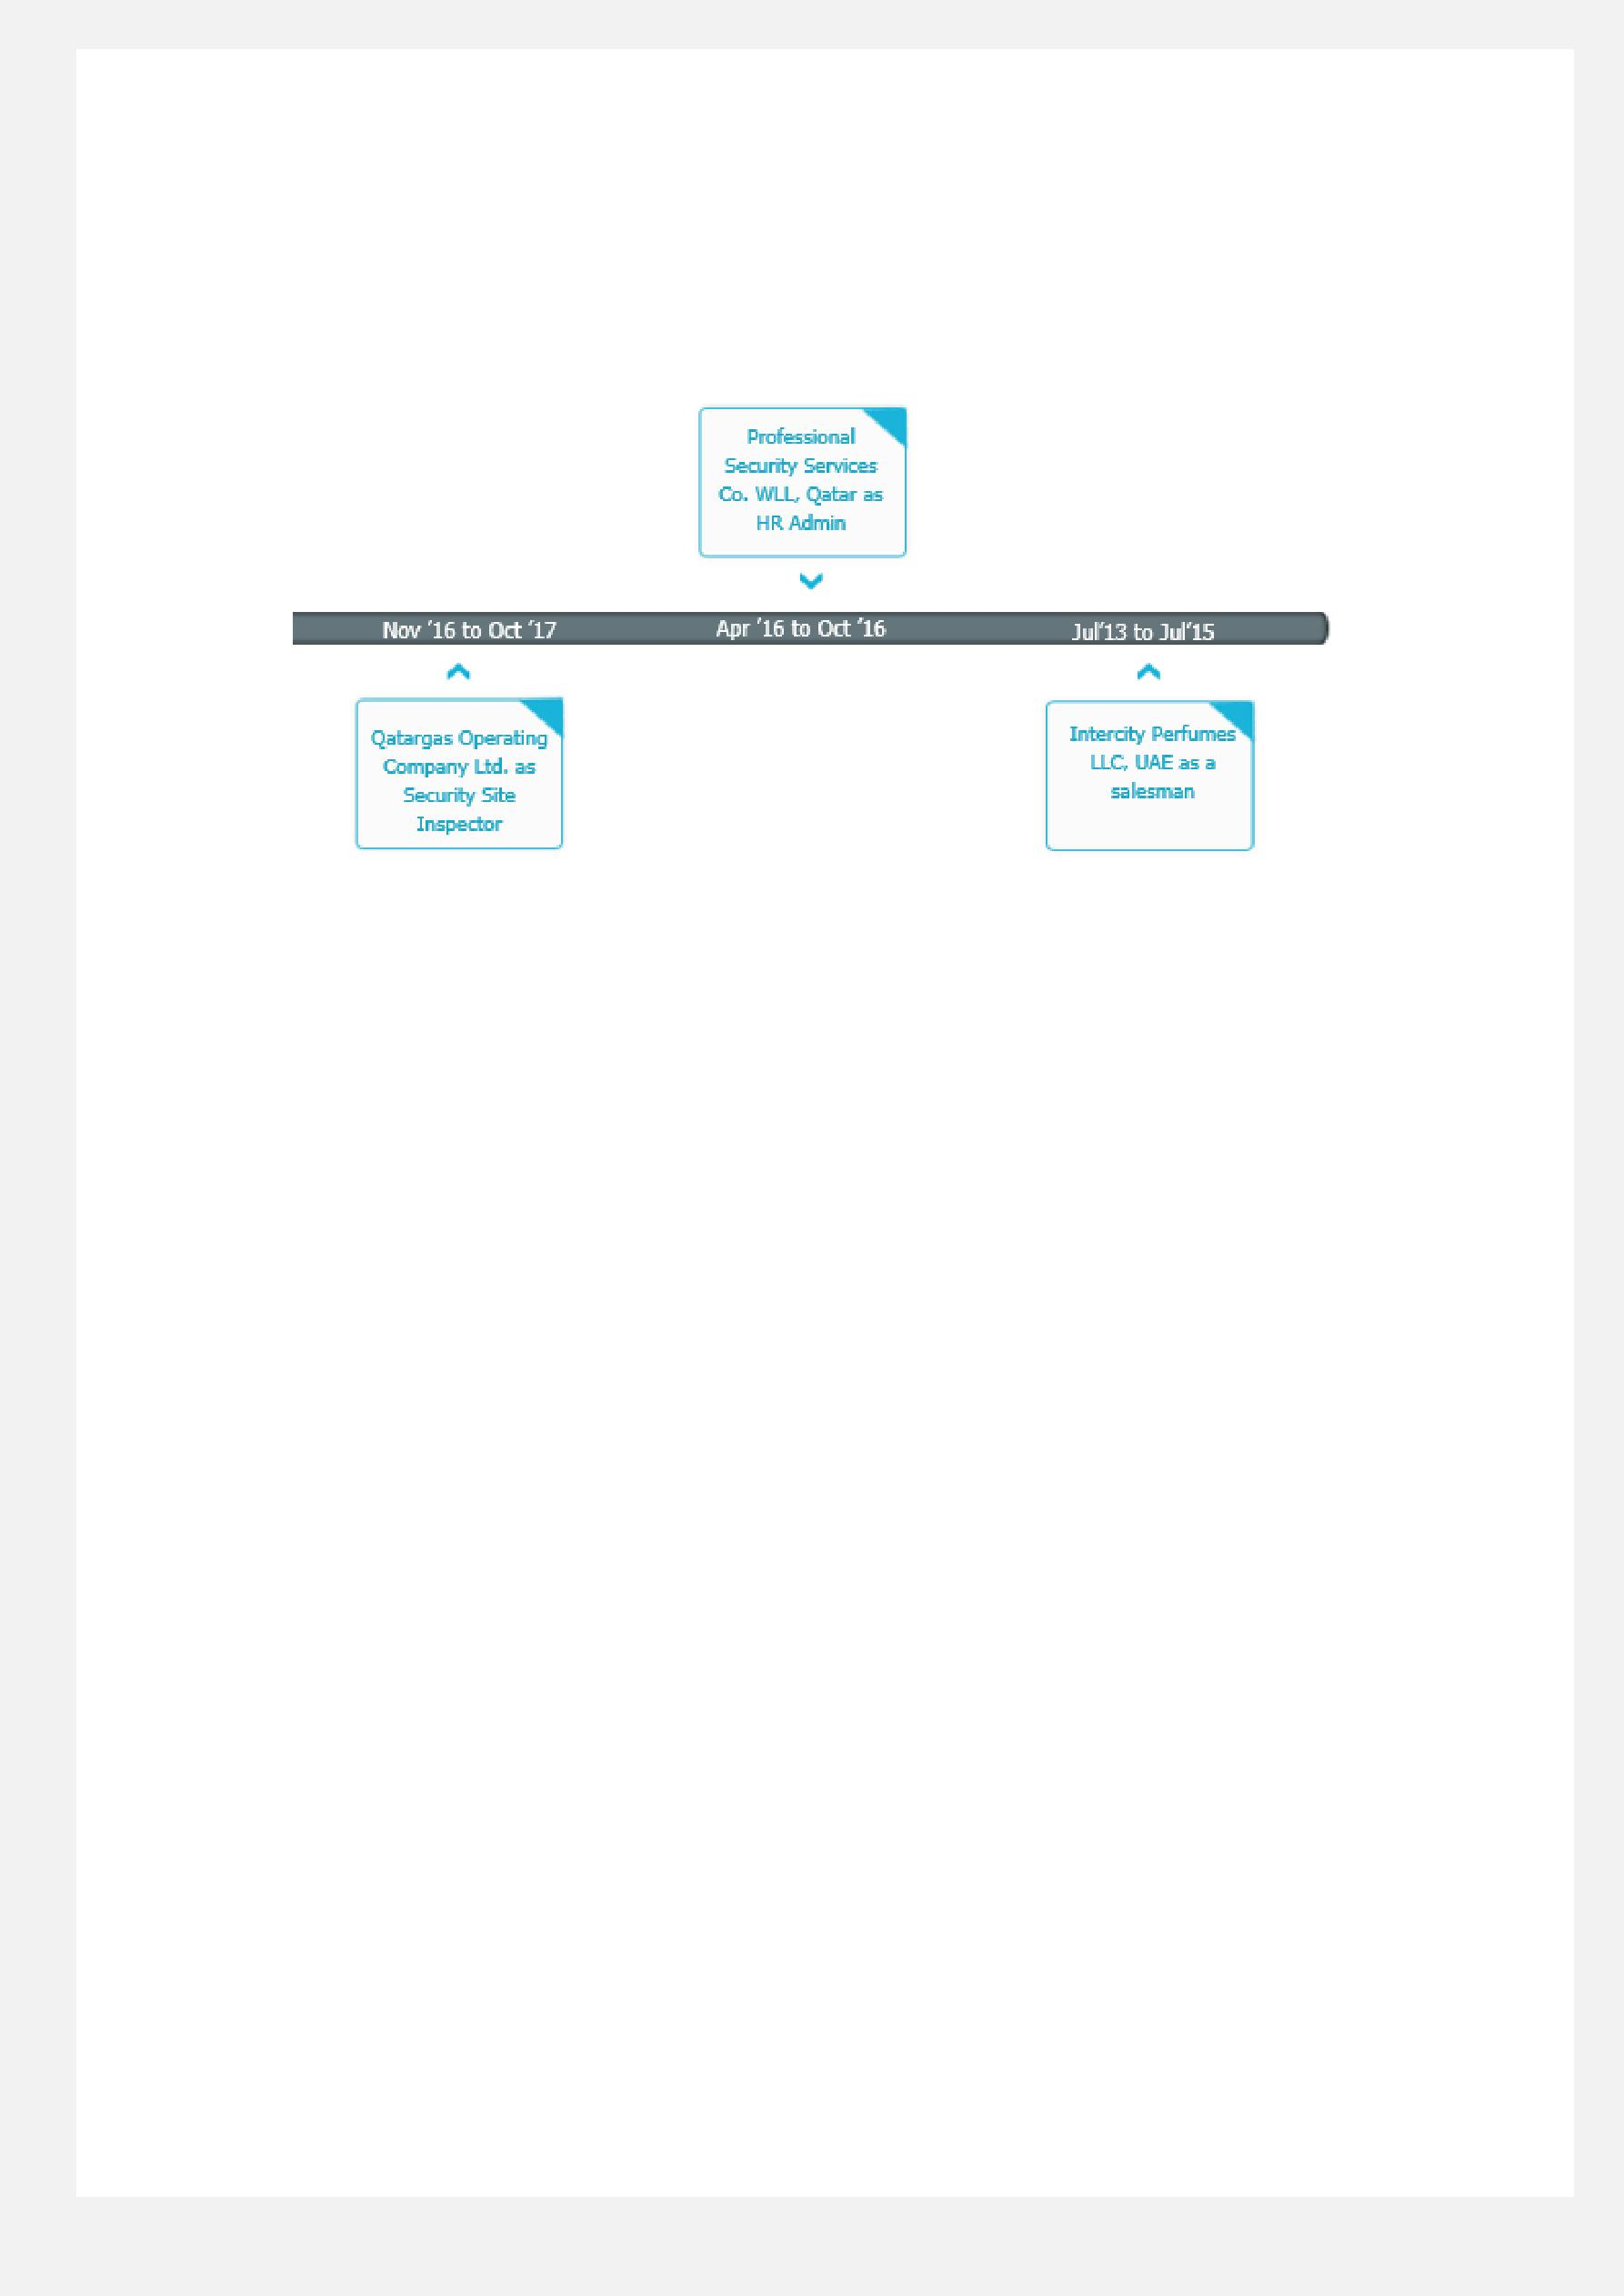 Professional
Security Services
Co. WLL, Qatar as
HR Admin
Nov '16 to Oct '17
Apr '16 to Oct '16
Jul'13 to Jul'15
Qatargas Operating
Company Ltd. as
Security Site
Inspector
Intercity Perfumes
LLC, UAE as a
salesman